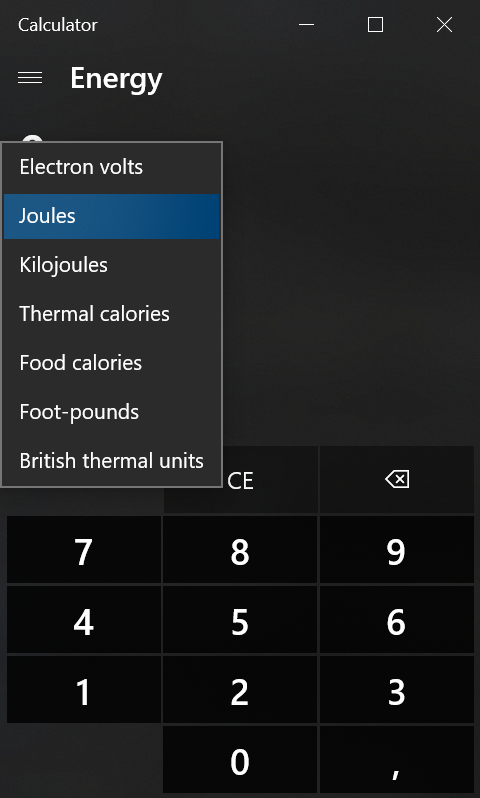 Calculator
Energy
Electron volts
Joules
Kilojoules
Thermal calories
Food calories
Foot-pounds
British thermal units
CE
7 8 9
4 5 6
1 2 3
0 ,